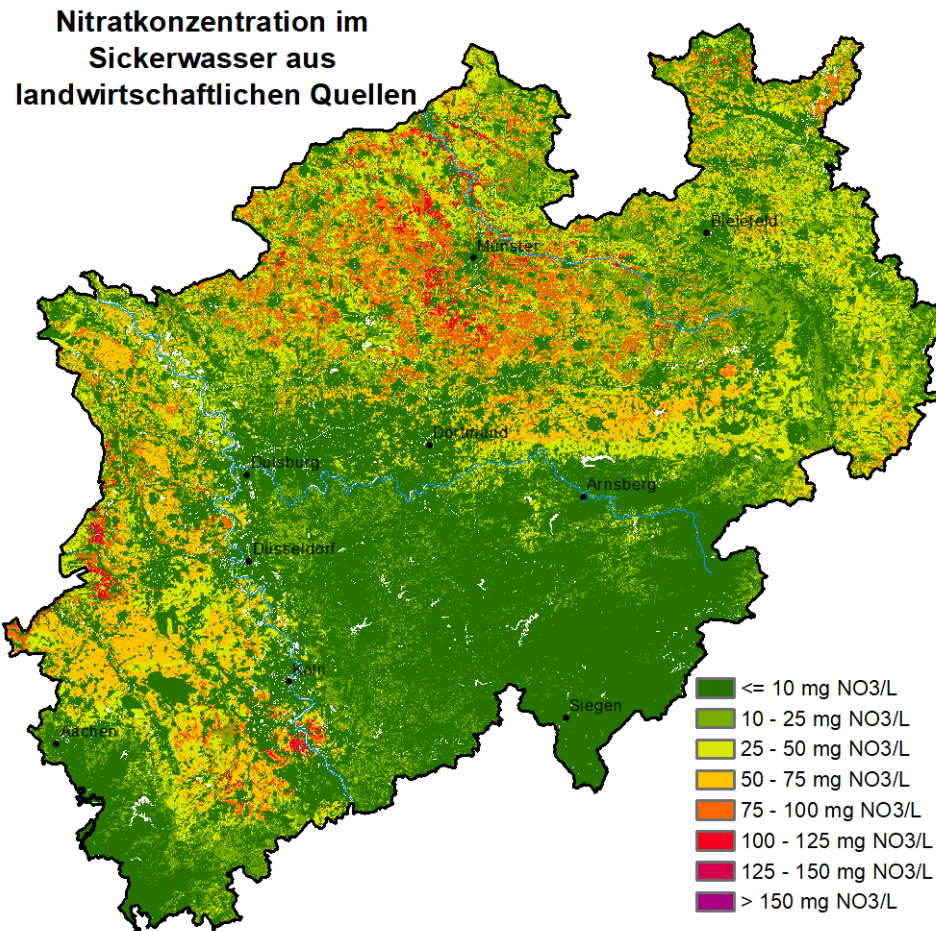 Nitratkonzentration im
Sickerwasser aus
landwirtschaftlichen Quellen
Bielefeld
Münster
Dortmund
Duisburg
Arnsberg
Düsseldorf
Köln
Siegen
Aachen
<= 10 mg NO3/L
10 - 25 mg NO3/L
25 - 50 mg NO3/L
50 - 75 mg NO3/L
75 - 100 mg NO3/L
100 - 125 mg NO3/L
125 - 150 mg NO3/L
> 150 mg NO3/L